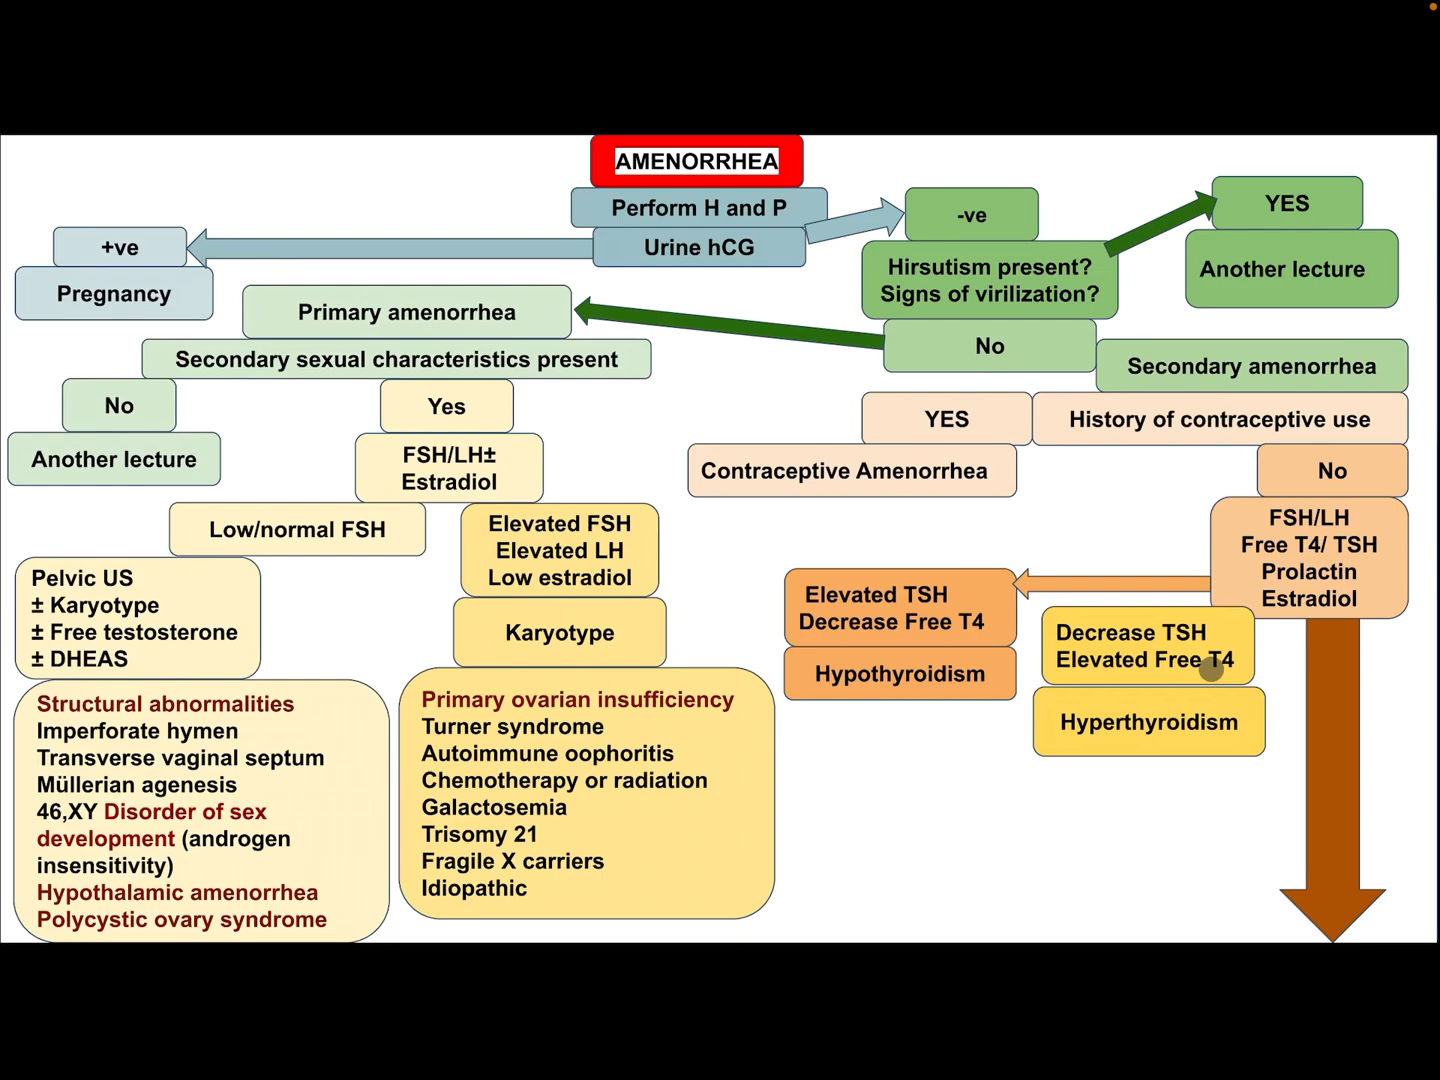 AMENORRHEA
Perform H and P
Urine hCG
+ve
Pregnancy
-ve
Hirsutism present?
Signs of virilization?
YES
Another lecture
No
Primary amenorrhea
Secondary sexual characteristics present
No
Another lecture
Yes
FSH/LH±
Estradiol
Low/normal FSH
Pelvic US
± Karyotype
± Free testosterone
± DHEAS
Structural abnormalities
Imperforate hymen
Transverse vaginal septum
Müllerian agenesis
46,XY Disorder of sex
development (androgen
insensitivity)
Hypothalamic amenorrhea
Polycystic ovary syndrome
Elevated FSH
Elevated LH
Low estradiol
Karyotype
Primary ovarian insufficiency
Turner syndrome
Autoimmune oophoritis
Chemotherapy or radiation
Galactosemia
Trisomy 21
Fragile X carriers
Idiopathic
Secondary amenorrhea
History of contraceptive use
YES
Contraceptive Amenorrhea
No
FSH/LH
Free T4/ TSH
Prolactin
Estradiol
Elevated TSH
Decrease Free T4
Hypothyroidism
Decrease TSH
Elevated Free T4
Hyperthyroidism